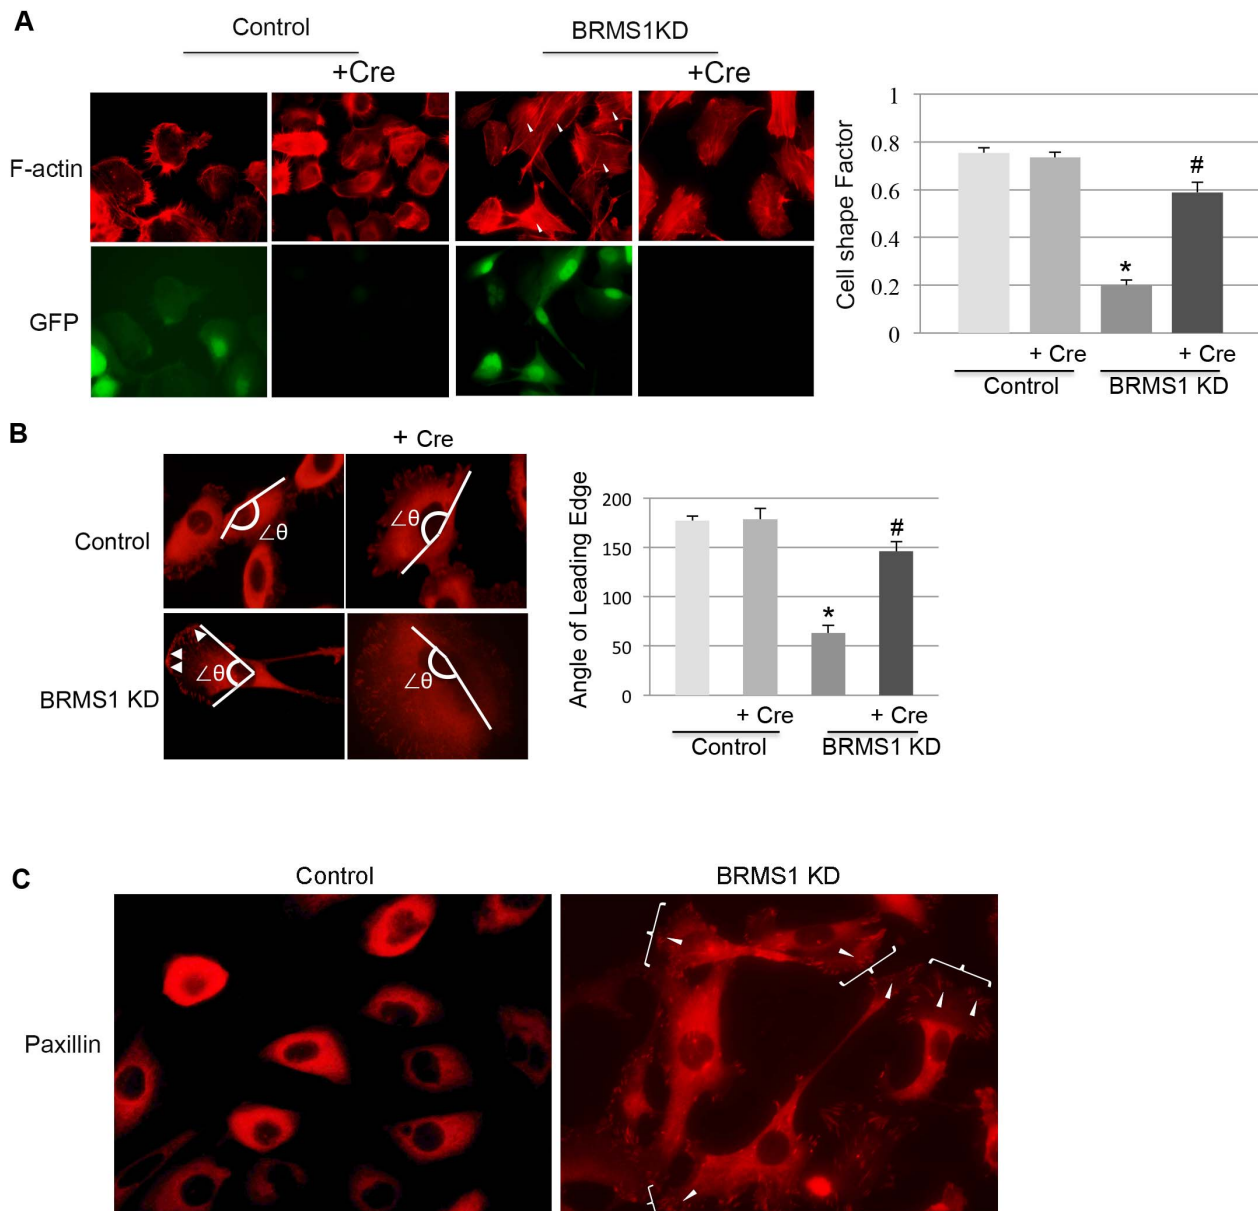 A
Control
BRMS1KD
+Cre
+Cre
F-actin
GFP
Cell shape Factor
1
0.8
0.6
0.4
0.2
0
#
*
+ Cre
+ Cre
Control
BRMS1 KD
B
+ Cre
Control
BRMS1 KD
∠θ
∠θ
∠θ
∠θ
Angle of Leading Edge
200
150
100
50
0
*
#
+ Cre
+ Cre
Control
BRMS1 KD
C
Control
BRMS1 KD
Paxillin